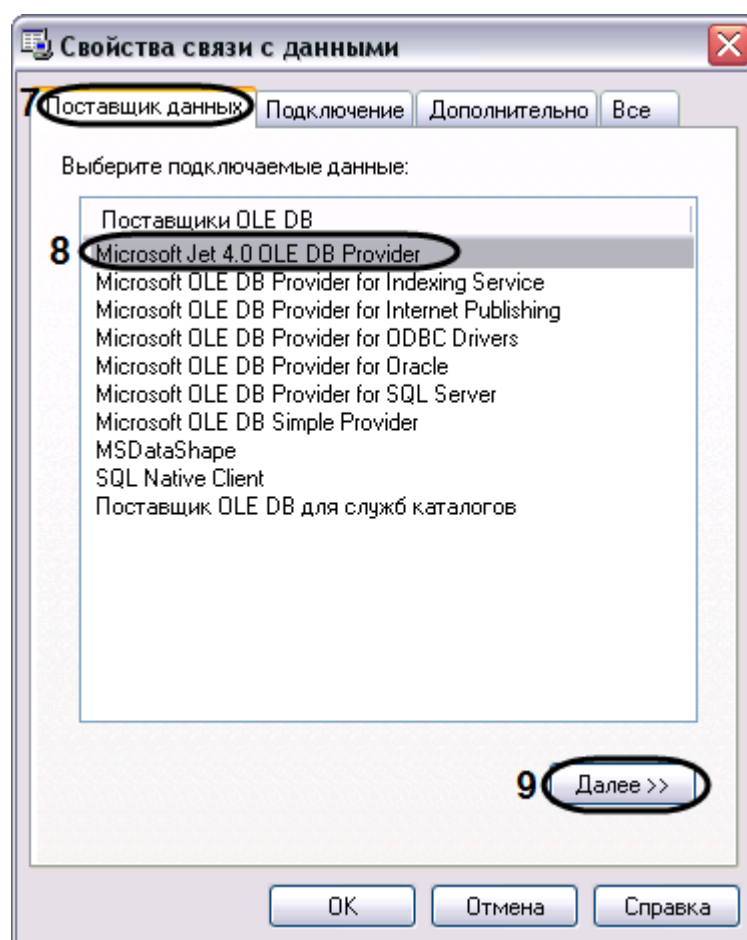 Свойства связи с данными
7 Поставщик данных Подключение Дополнительно Все
Выберите подключаемые данные:
Поставщики OLE DB
8 Microsoft Jet 4.0 OLE DB Provider
Microsoft OLE DB Provider for Indexing Service
Microsoft OLE DB Provider for Internet Publishing
Microsoft OLE DB Provider for ODBC Drivers
Microsoft OLE DB Provider for Oracle
Microsoft OLE DB Provider for SQL Server
Microsoft OLE DB Simple Provider
MSDataShape
SQL Native Client
Поставщик OLE DB для служб каталогов
9 Далее >>
OK Отмена Справка